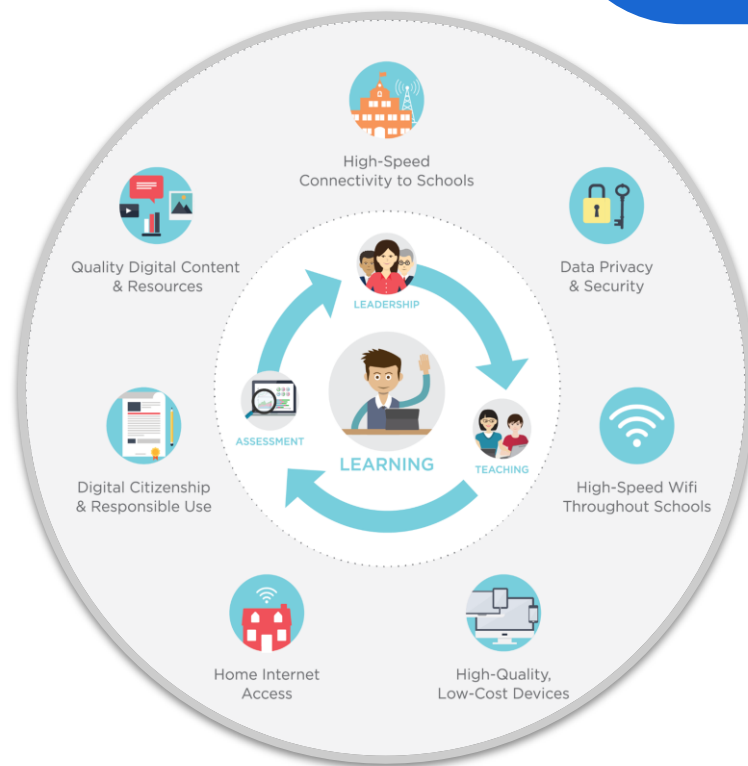 High-Speed
Connectivity to Schools
Data Privacy
& Security
High-Speed Wifi
Throughout Schools
High-Quality,
Low-Cost Devices
Home Internet
Access
Digital Citizenship
& Responsible Use
Quality Digital Content
& Resources
LEADERSHIP
TEACHING
ASSESSMENT
LEARNING